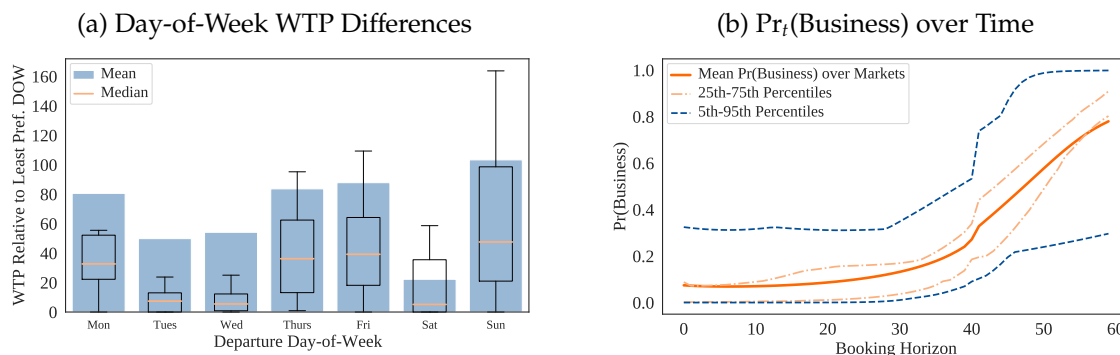 (a) Day-of-Week WTP Differences
WTP Relative to Least Pref. DOW
160
140
120
100
80
60
40
20
0
Mean
Median
Mon Tues Wed Thurs Fri Sat Sun
Departure Day-of-Week
(b) Prₜ(Business) over Time
Pr(Business)
1.0
0.8
0.6
0.4
0.2
0.0
Mean Pr(Business) over Markets
25th-75th Percentiles
5th-95th Percentiles
0 10 20 30 40 50 60
Booking Horizon